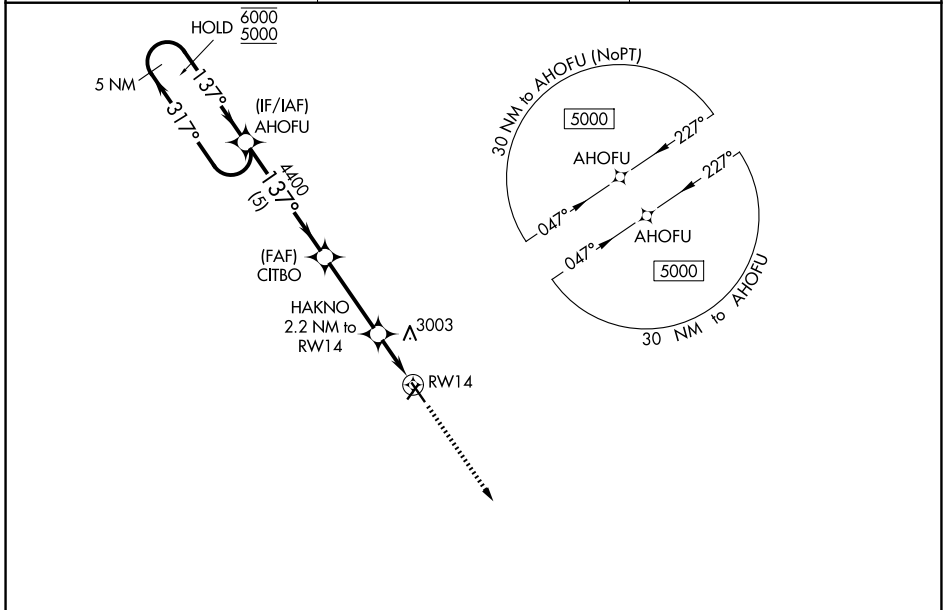 HOLD 6000
5000
5 NM
137°
317°
(IF/IAF)
AHOFU
4400
137°
(5)
(FAF)
CITBO
HAKNO
2.2 NM to
RW14
3003
RW14
30 NM to AHOFU (NoPT)
5000
227°
AHOFU
047°
227°
047°
AHOFU
5000
30 NM to AHOFU